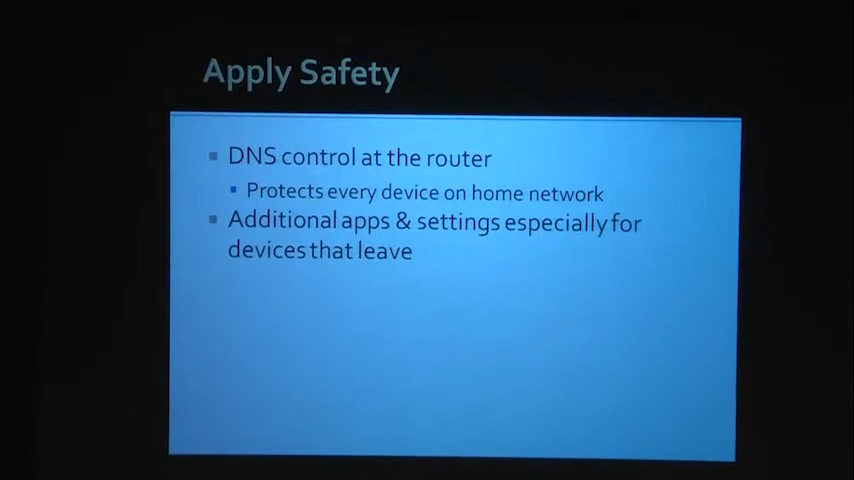 Apply Safety
DNS control at the router
Protects every device on home network
Additional apps & settings especially for
devices that leave